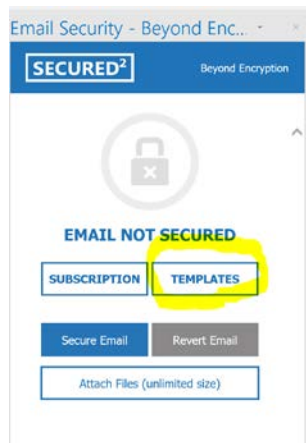 Email Security - Beyond Enc...
SECURED²
Beyond Encryption
EMAIL NOT SECURED
SUBSCRIPTION
TEMPLATES
Secure Email
Revert Email
Attach Files (unlimited size)